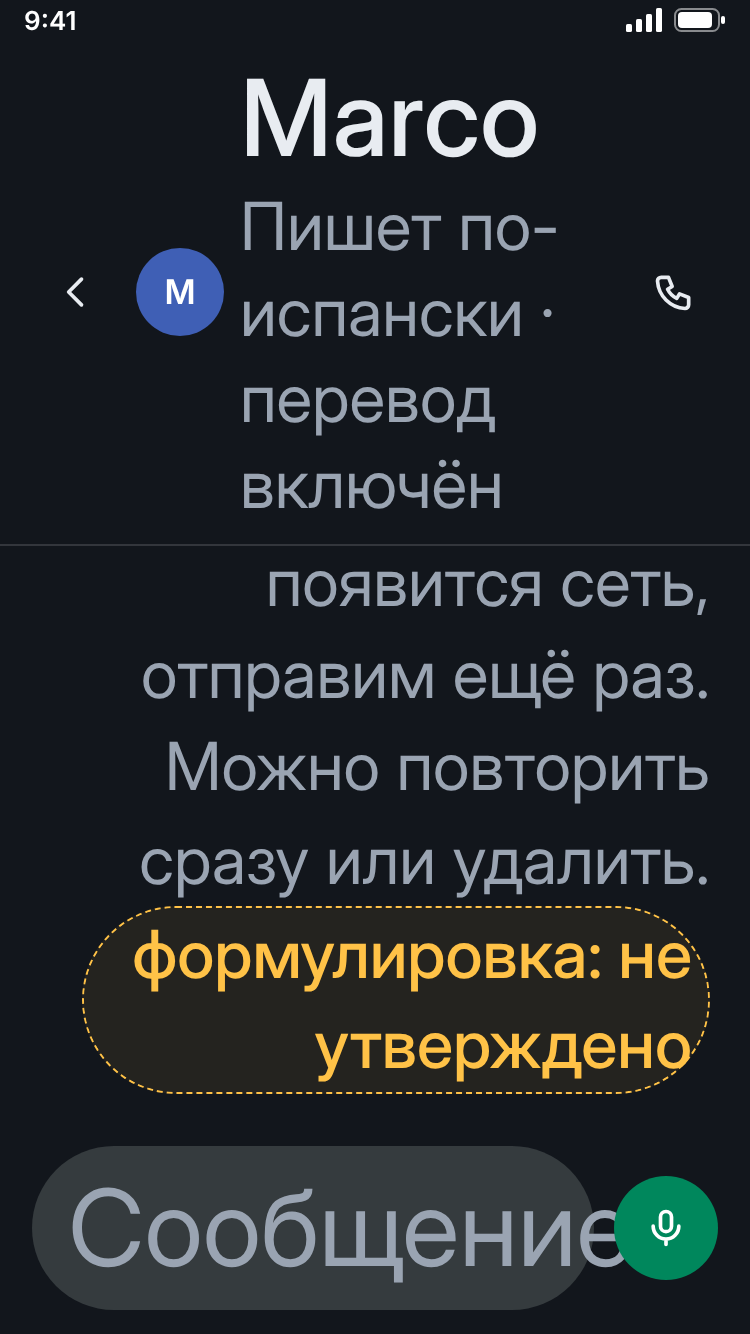 9:41
Marco
Пишет по-
испански ·
перевод
включён
M
появится сеть,
отправим ещё раз.
Можно повторить
сразу или удалить.
формулировка: не
утверждено
Сообщение